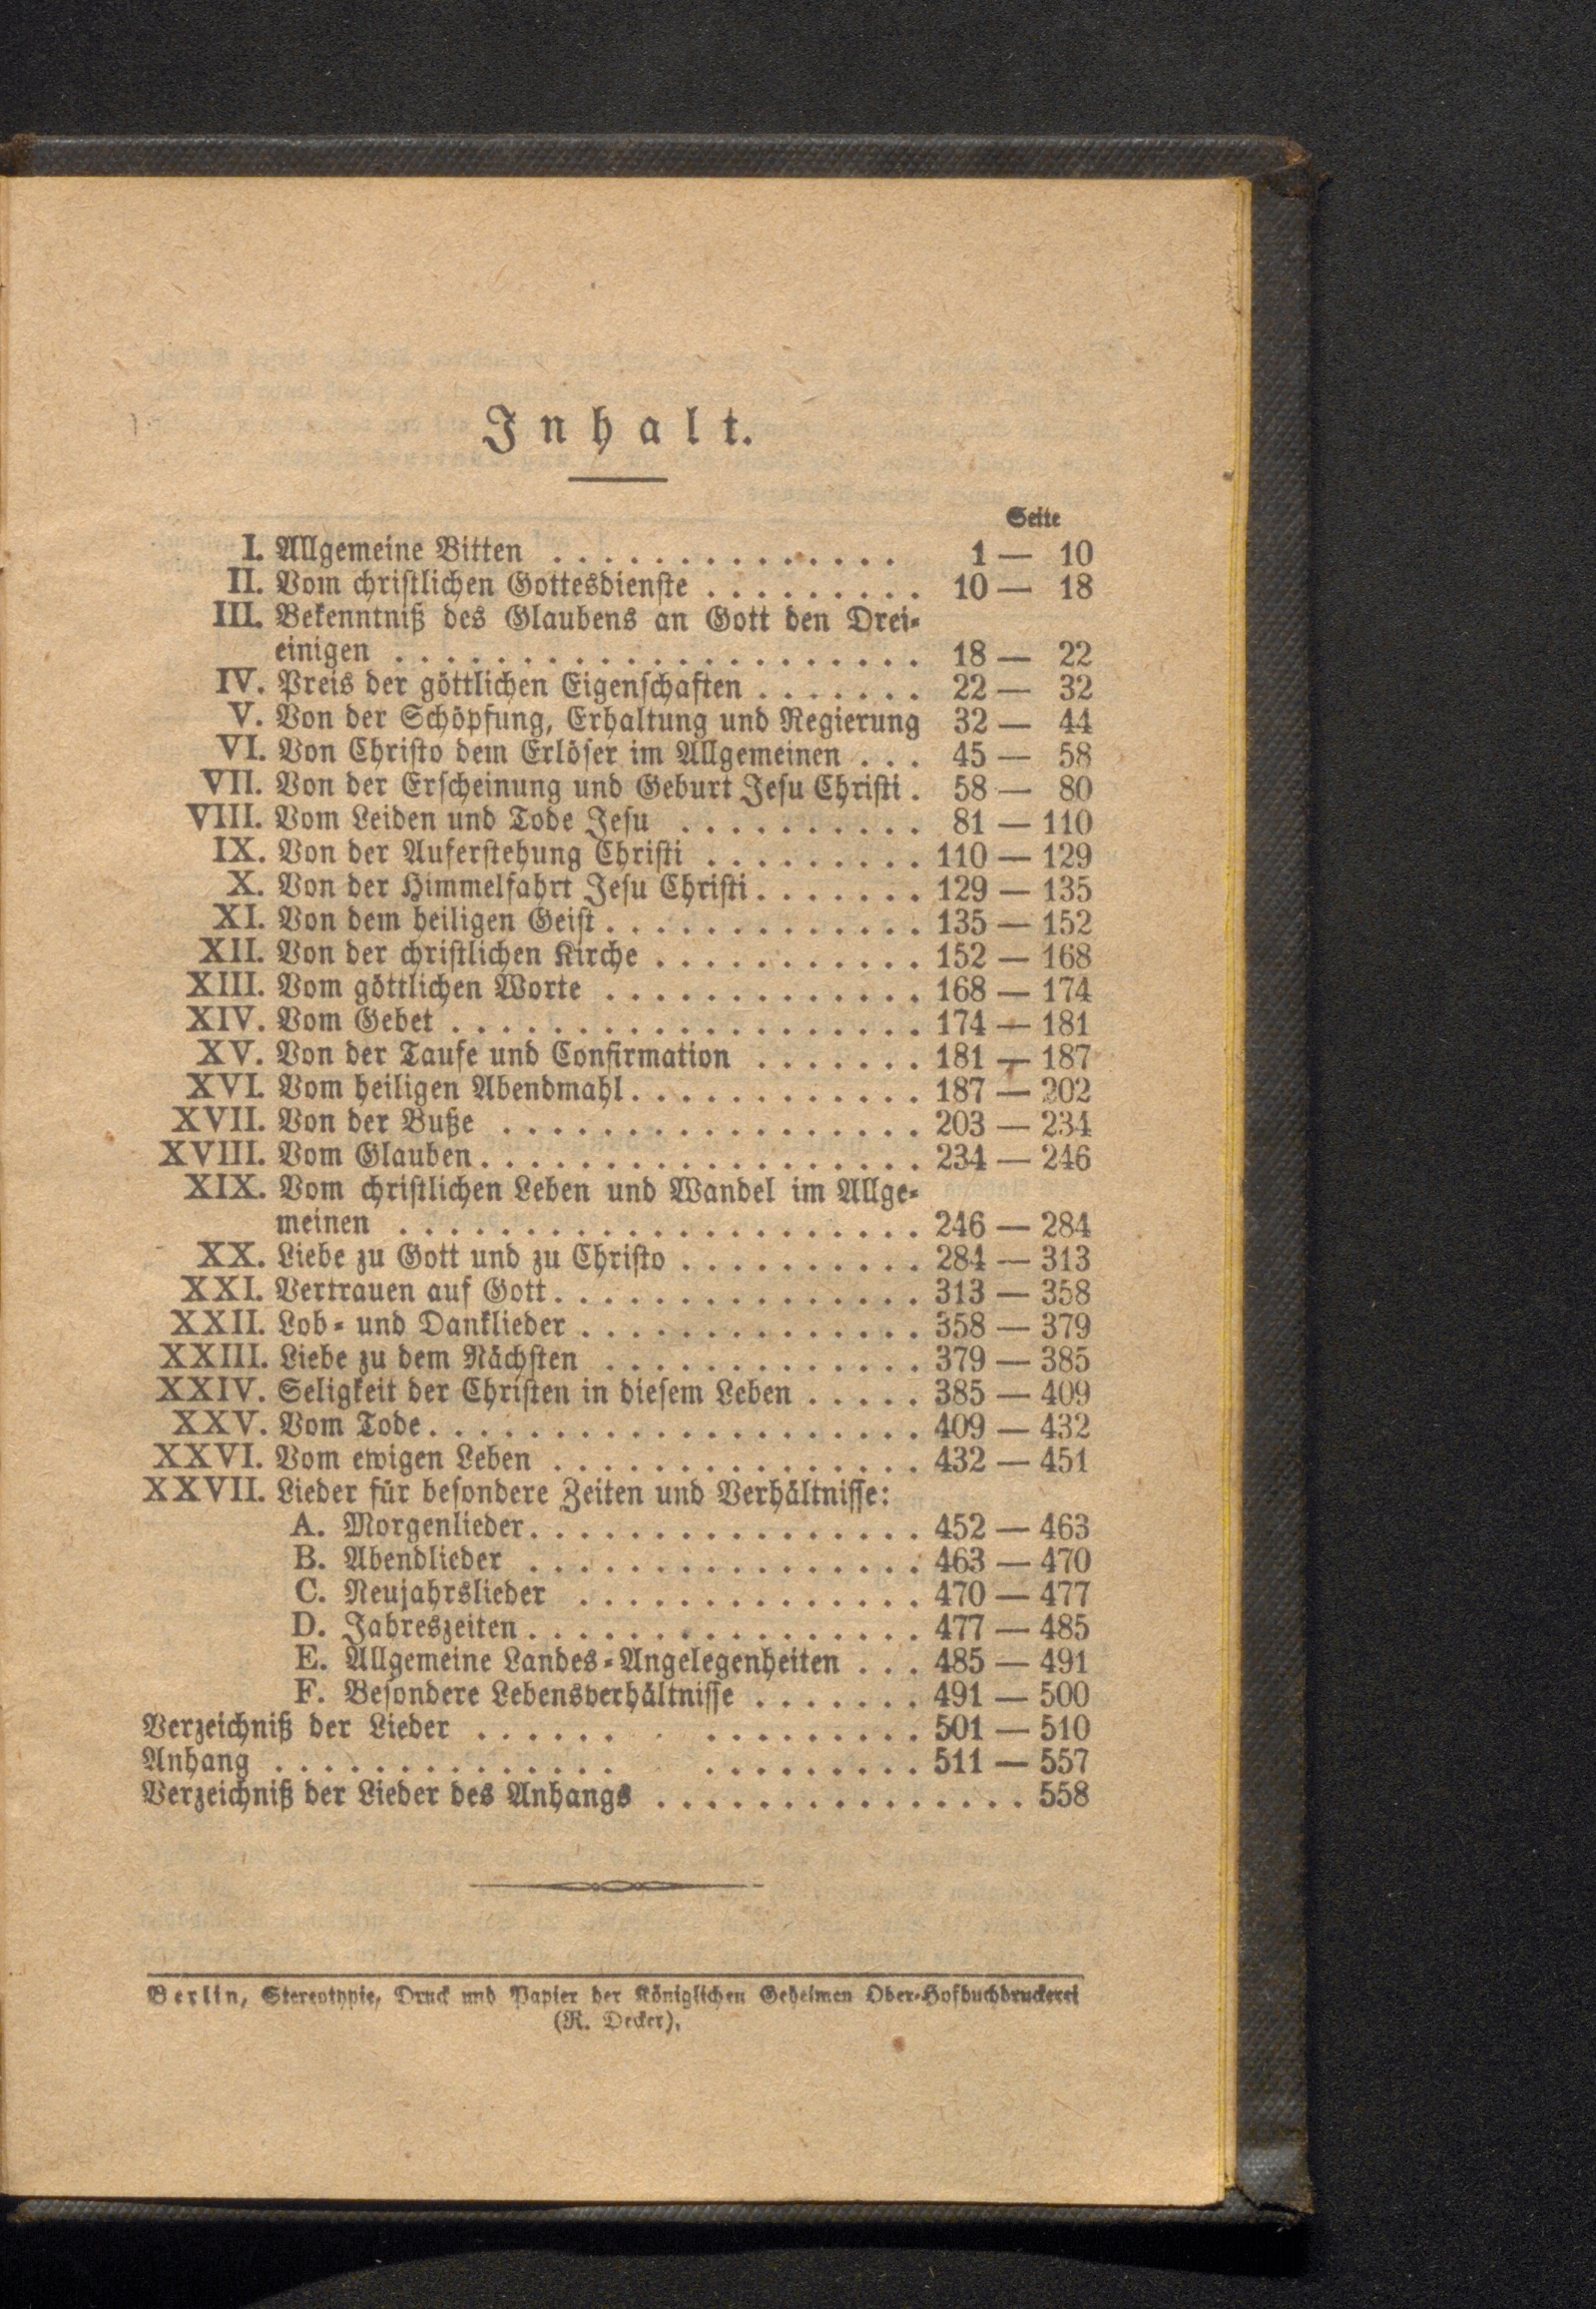 Inhalt.
Seite
I. Allgemeine Bitten . . . . . . . . . . . . . . 1 — 10
II. Vom christlichen Gottesdienste . . . . . . . . . 10 — 18
III. Bekenntniß des Glaubens an Gott den Drei-
einigen . . . . . . . . . . . . . . . . . . . . . 18 — 22
IV. Preis der göttlichen Eigenschaften . . . . . . . 22 — 32
V. Von der Schöpfung, Erhaltung und Regierung 32 — 44
VI. Von Christo dem Erlöser im Allgemeinen . . . 45 — 58
VII. Von der Erscheinung und Geburt Jesu Christi . 58 — 80
VIII. Vom Leiden und Tode Jesu . . . . . . . . . . 81 — 110
IX. Von der Auferstehung Christi . . . . . . . . . 110 — 129
X. Von der Himmelfahrt Jesu Christi . . . . . . . 129 — 135
XI. Von dem heiligen Geist . . . . . . . . . . . . . 135 — 152
XII. Von der christlichen Kirche . . . . . . . . . . . 152 — 168
XIII. Vom göttlichen Worte . . . . . . . . . . . . . 168 — 174
XIV. Vom Gebet . . . . . . . . . . . . . . . . . . . 174 — 181
XV. Von der Taufe und Confirmation . . . . . . . 181 — 187
XVI. Vom heiligen Abendmahl . . . . . . . . . . . . 187 — 202
XVII. Von der Buße . . . . . . . . . . . . . . . . . 203 — 234
XVIII. Vom Glauben . . . . . . . . . . . . . . . . . . 234 — 246
XIX. Vom christlichen Leben und Wandel im Allge-
meinen . . . . . . . . . . . . . . . . . . . . . 246 — 284
XX. Liebe zu Gott und zu Christo . . . . . . . . . . 284 — 313
XXI. Vertrauen auf Gott . . . . . . . . . . . . . . . 313 — 358
XXII. Lob- und Danklieder . . . . . . . . . . . . . . 358 — 379
XXIII. Liebe zu dem Nächsten . . . . . . . . . . . . . 379 — 385
XXIV. Seligkeit der Christen in diesem Leben . . . . . 385 — 409
XXV. Vom Tode . . . . . . . . . . . . . . . . . . . . 409 — 432
XXVI. Vom ewigen Leben . . . . . . . . . . . . . . . 432 — 451
XXVII. Lieder für besondere Zeiten und Verhältnisse:
A. Morgenlieder . . . . . . . . . . . . . . . . 452 — 463
B. Abendlieder . . . . . . . . . . . . . . . . 463 — 470
C. Neujahrslieder . . . . . . . . . . . . . . 470 — 477
D. Jahreszeiten . . . . . . . . . . . . . . . . 477 — 485
E. Allgemeine Landes-Angelegenheiten . . . 485 — 491
F. Besondere Lebensverhältnisse . . . . . . . 491 — 500
Verzeichniß der Lieder . . . . . . . . . . . . . . . 501 — 510
Anhang . . . . . . . . . . . . . . . . . . . . . . . 511 — 557
Verzeichniß der Lieder des Anhangs . . . . . . . . . . . . . . . 558
Berlin, Stereotypie, Druck und Papier der Königlichen Geheimen Ober-Hofbuchdruckerei
(R. Decker).